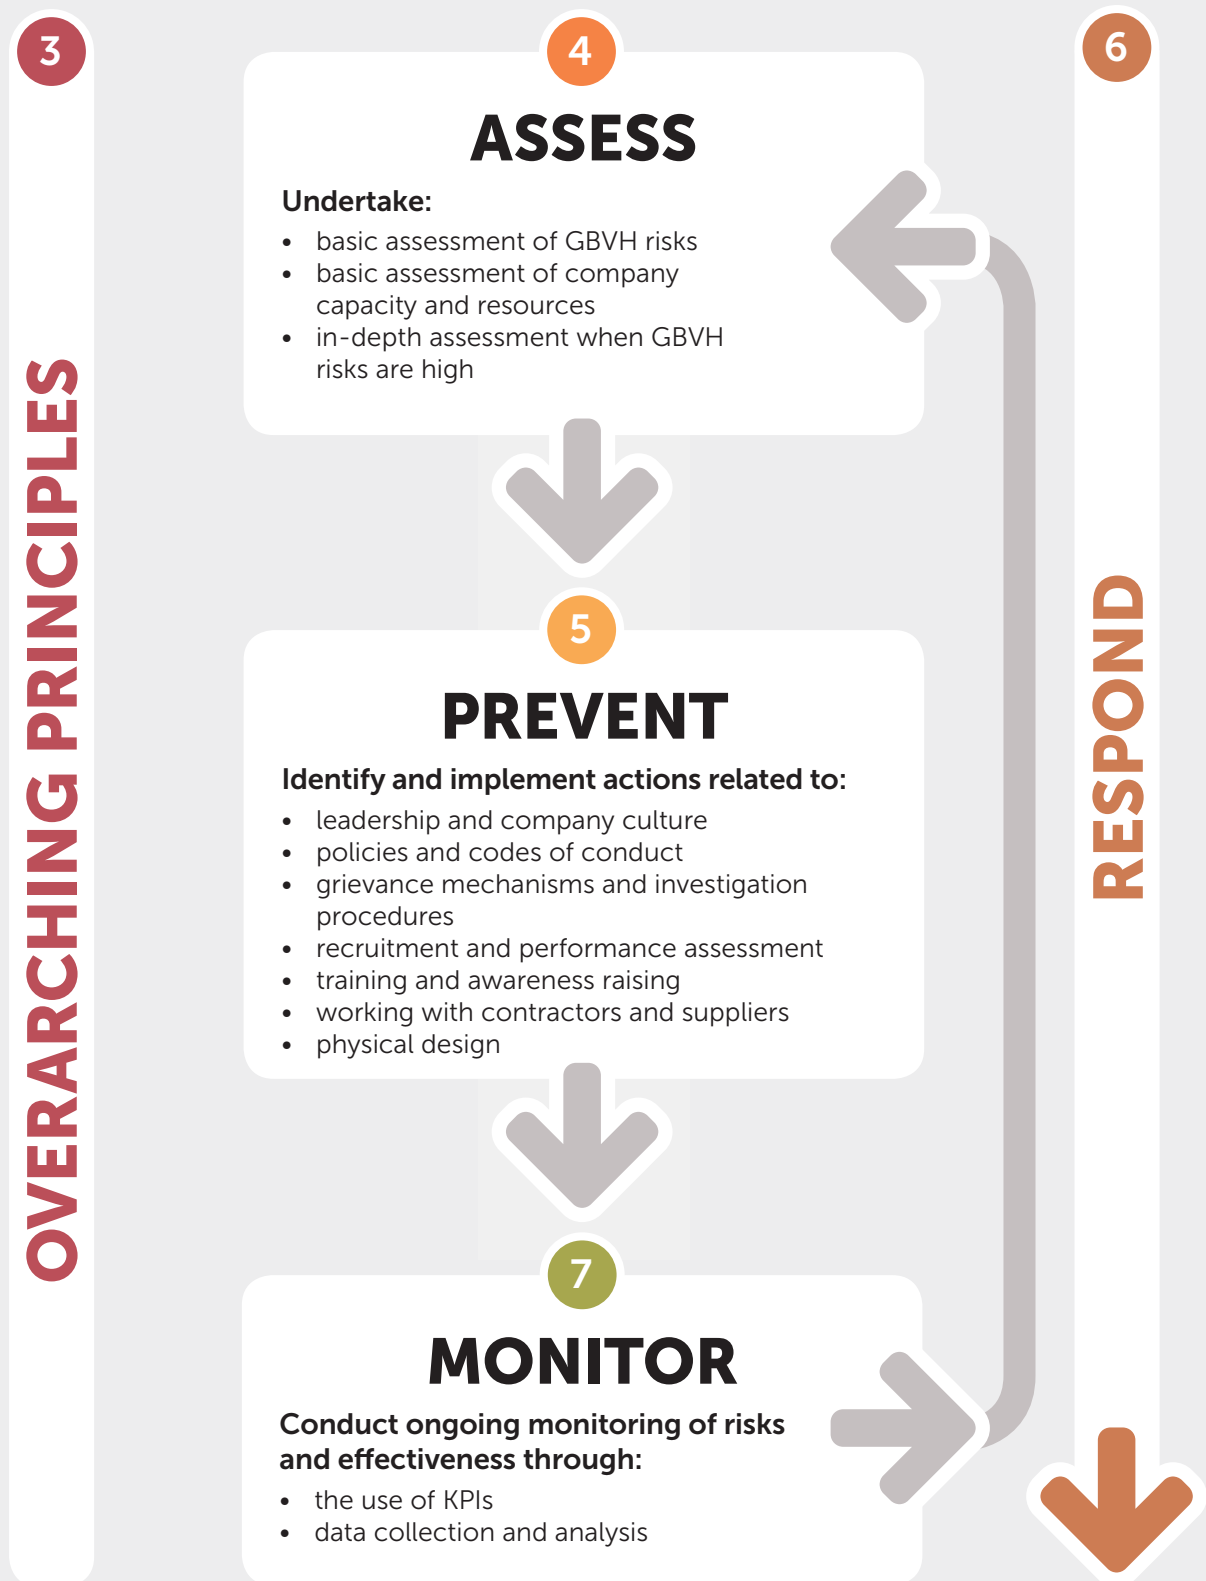 3
OVERARCHING PRINCIPLES
4
ASSESS
Undertake:
• basic assessment of GBVH risks
• basic assessment of company
capacity and resources
• in-depth assessment when GBVH
risks are high
5
PREVENT
Identify and implement actions related to:
• leadership and company culture
• policies and codes of conduct
• grievance mechanisms and investigation
procedures
• recruitment and performance assessment
• training and awareness raising
• working with contractors and suppliers
• physical design
7
MONITOR
Conduct ongoing monitoring of risks
and effectiveness through:
• the use of KPIs
• data collection and analysis
6
RESPOND